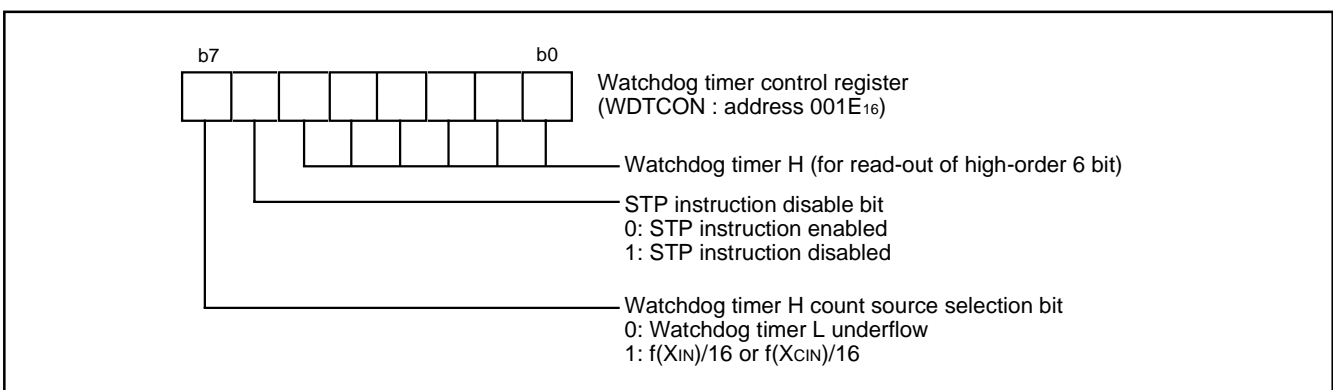 b7 b0
Watchdog timer control register
(WDTCON : address 001E16)
Watchdog timer H (for read-out of high-order 6 bit)
STP instruction disable bit
0: STP instruction enabled
1: STP instruction disabled
Watchdog timer H count source selection bit
0: Watchdog timer L underflow
1: f(XIN)/16 or f(XCIN)/16